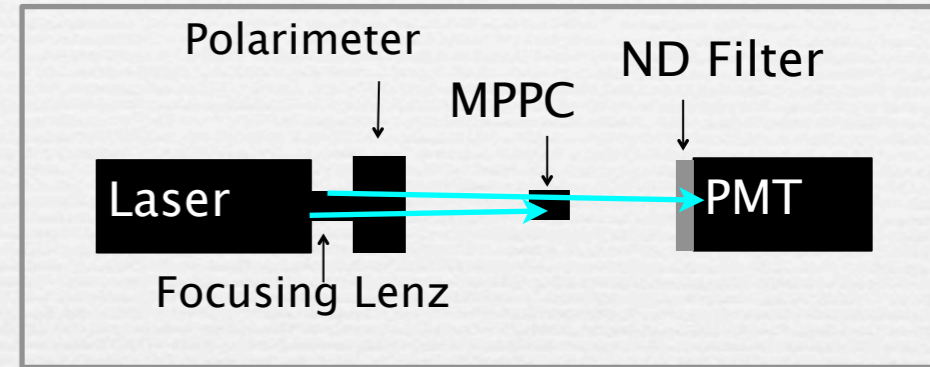 Polarimeter
ND Filter
MPPC
Laser
PMT
Focusing Lenz